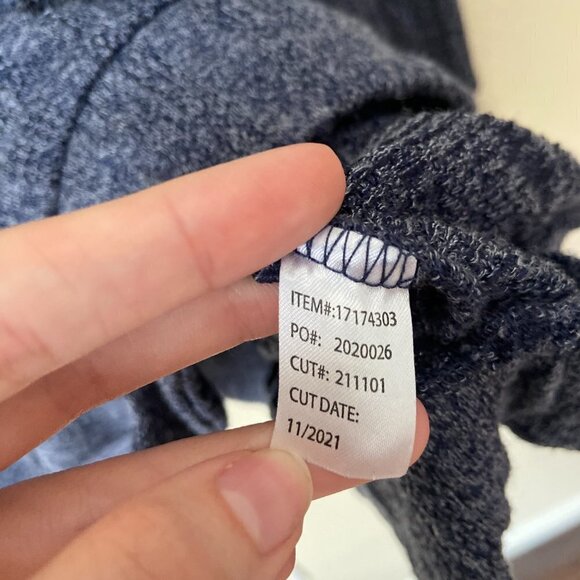 ITEM#:17174303
PO#: 2020026
CUT#: 211101
CUT DATE:
11/2021